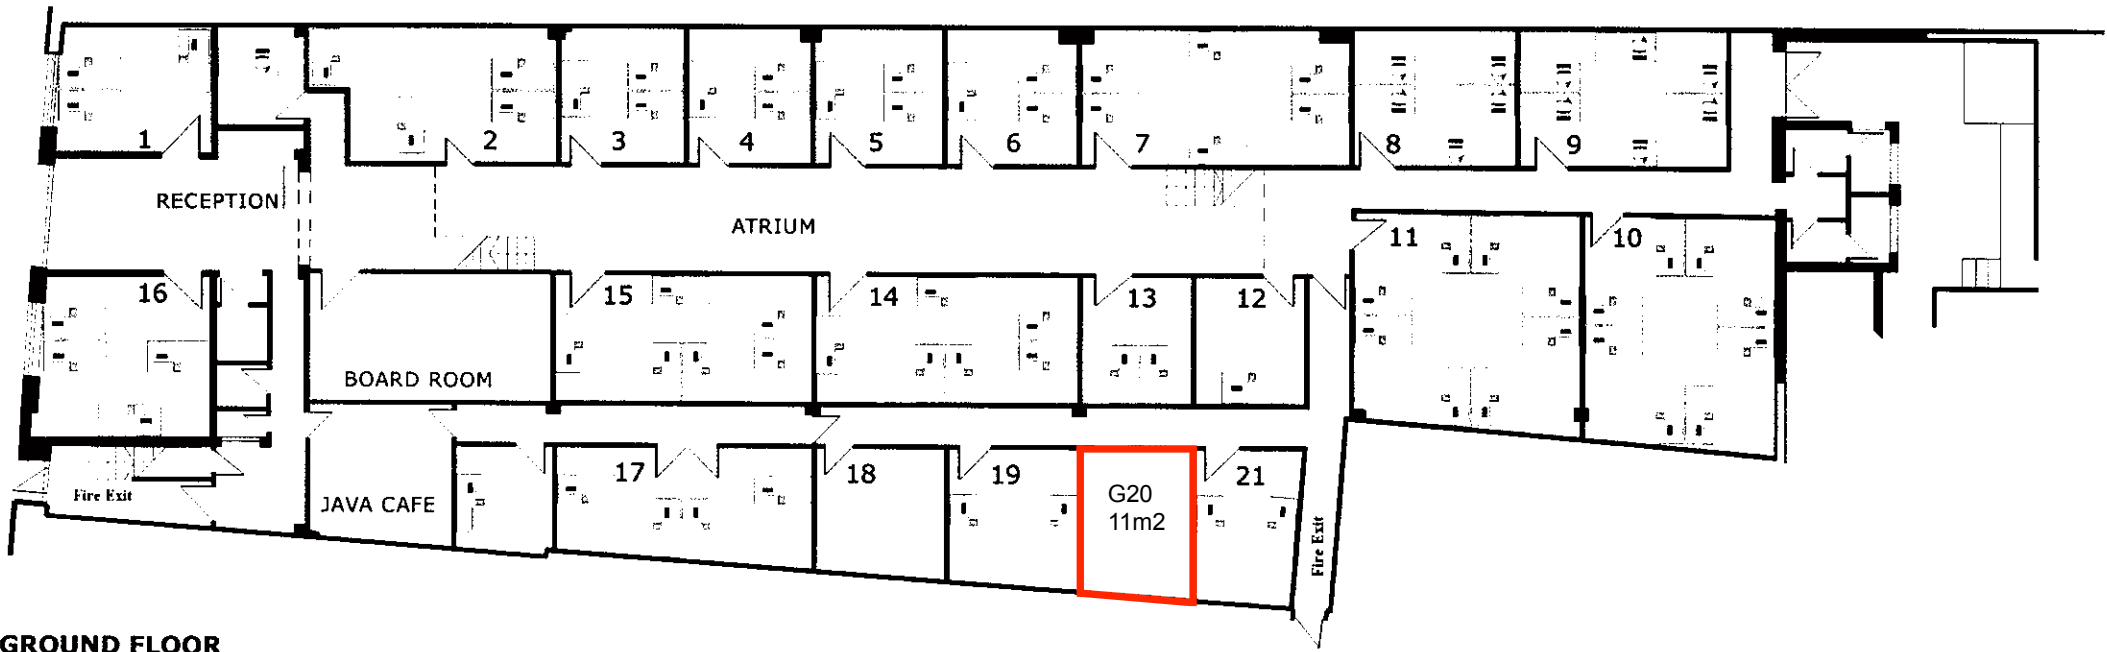 1
2
3
4
5
6
7
8
9
RECEPTION
ATRIUM
11
10
16
15
14
13
12
BOARD ROOM
17
18
19
G20
11m2
21
JAVA CAFE
Fire Exit
Fire Exit
GROUND FLOOR